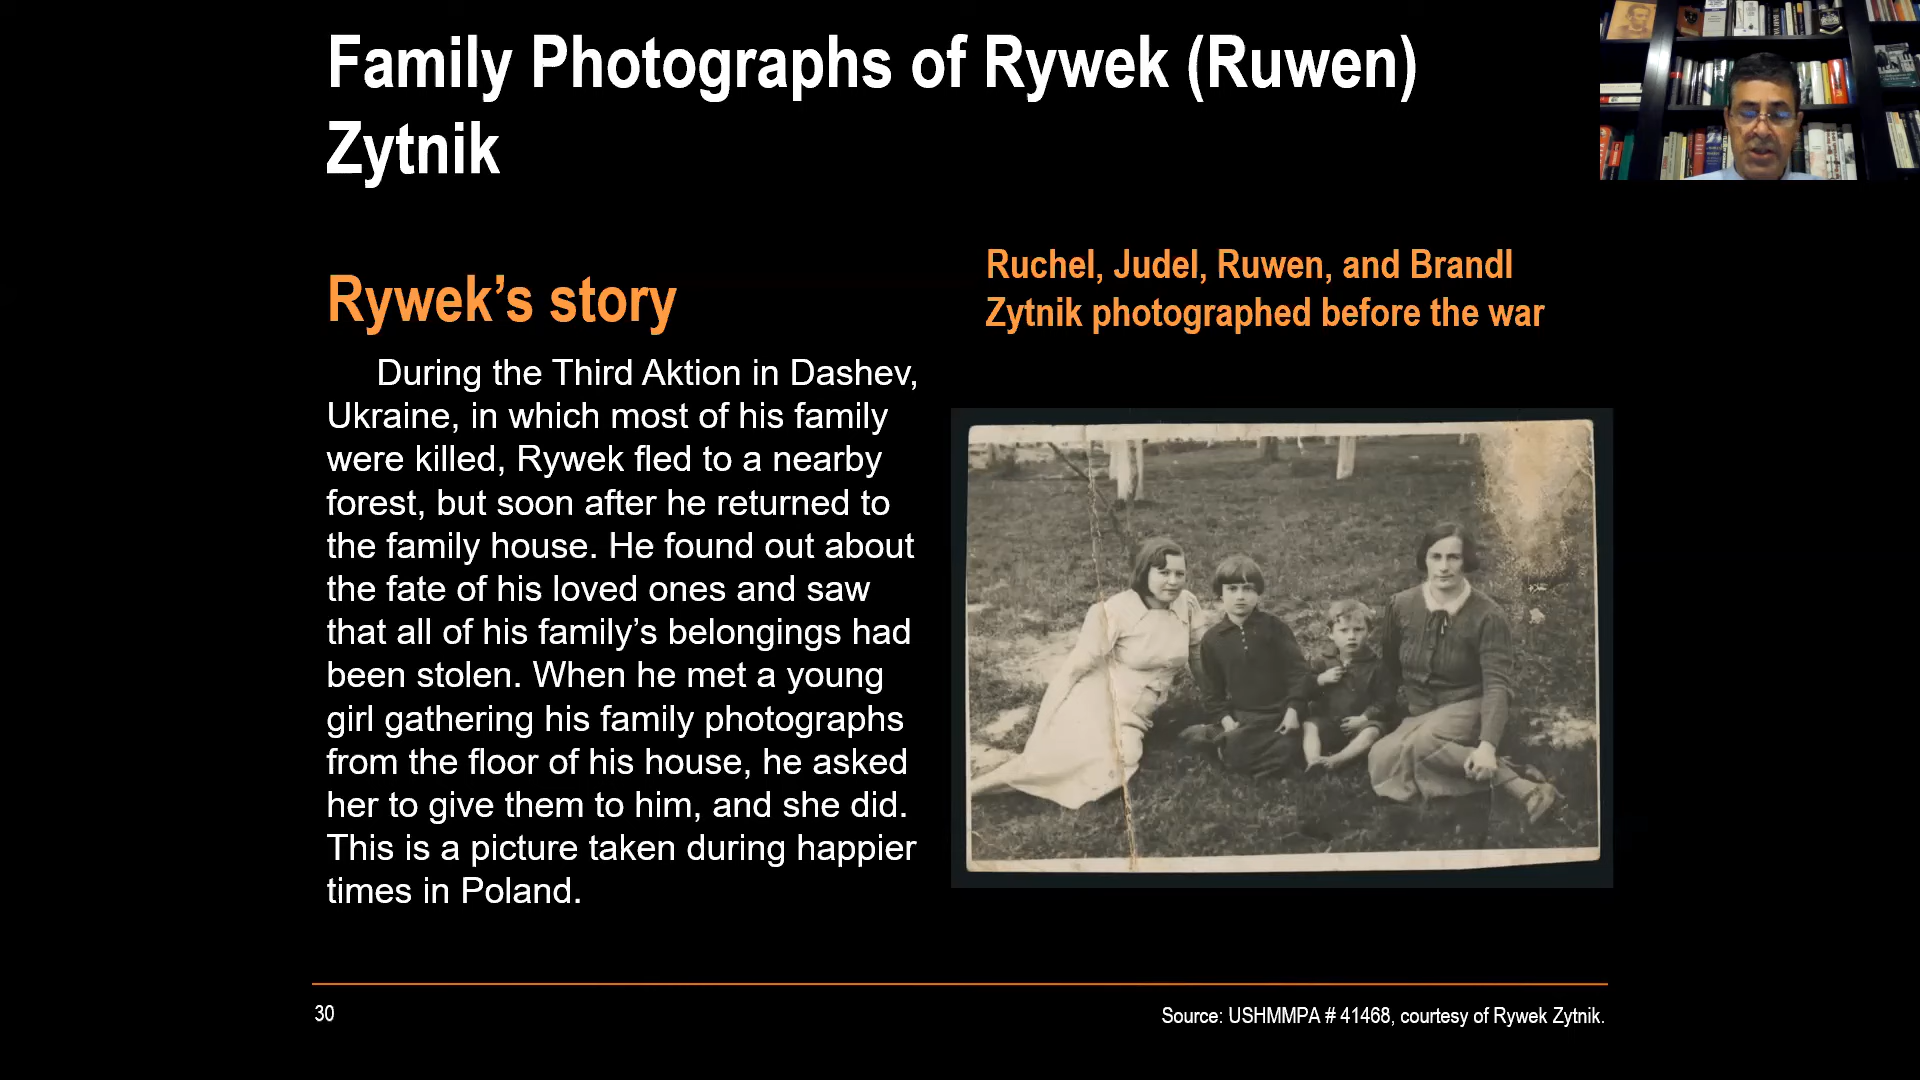 Family Photographs of Rywek (Ruwen)
Zytnik
Rywek’s story
During the Third Aktion in Dashev,
Ukraine, in which most of his family
were killed, Rywek fled to a nearby
forest, but soon after he returned to
the family house. He found out about
the fate of his loved ones and saw
that all of his family’s belongings had
been stolen. When he met a young
girl gathering his family photographs
from the floor of his house, he asked
her to give them to him, and she did.
This is a picture taken during happier
times in Poland.
Ruchel, Judel, Ruwen, and Brandl
Zytnik photographed before the war
30
Source: USHMMPA # 41468, courtesy of Rywek Zytnik.